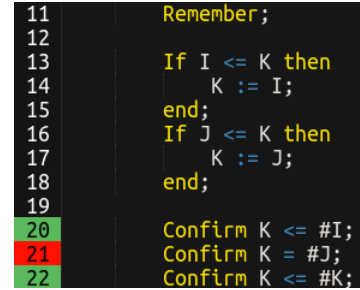 11 Remember;
12
13 If I <= K then
14 K := I;
15 end;
16 If J <= K then
17 K := J;
18 end;
19
20 Confirm K <= #I;
21 Confirm K = #J;
22 Confirm K <= #K;